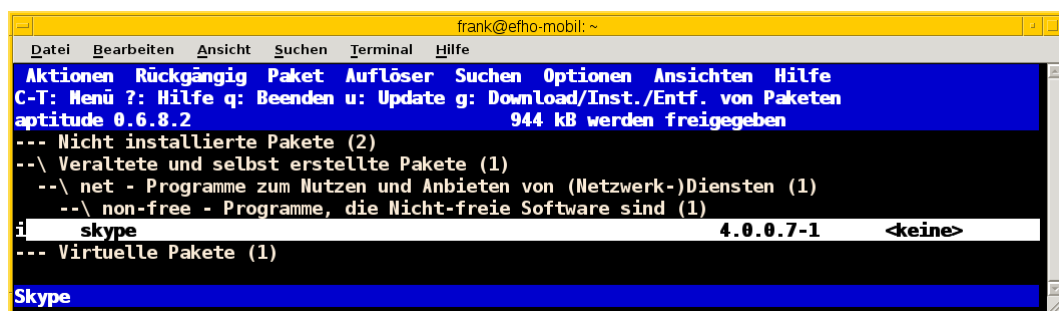 frank@efho-mobil: ~
Datei Bearbeiten Ansicht Suchen Terminal Hilfe
Aktionen Rückgängig Paket Auflöser Suchen Optionen Ansichten Hilfe
C-T: Menü ?: Hilfe q: Beenden u: Update g: Download/Inst./Entf. von Paketen
aptitude 0.6.8.2 944 kB werden freigegeben
--- Nicht installierte Pakete (2)
--\ Veraltete und selbst erstellte Pakete (1)
--\ net - Programme zum Nutzen und Anbieten von (Netzwerk-)Diensten (1)
--\ non-free - Programme, die Nicht-freie Software sind (1)
i skype 4.0.0.7-1 <keine>
--- Virtuelle Pakete (1)
Skype